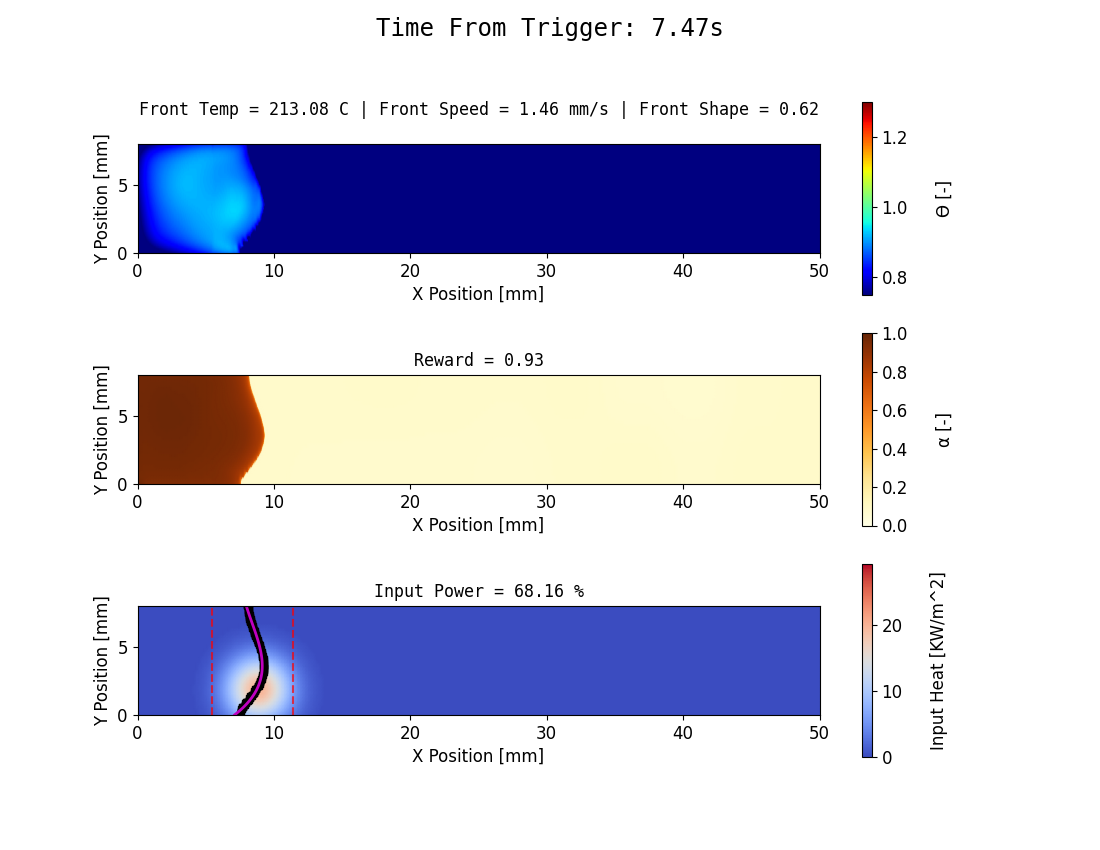 Time From Trigger: 7.47s
Front Temp = 213.08 C | Front Speed = 1.46 mm/s | Front Shape = 0.62
Y Position [mm]
5
0
0 10 20 30 40 50
X Position [mm]
1.2
1.0
0.8
Θ [-]
Reward = 0.93
Y Position [mm]
5
0
0 10 20 30 40 50
X Position [mm]
1.0
0.8
0.6
0.4
0.2
0.0
α [-]
Input Power = 68.16 %
Y Position [mm]
5
0
0 10 20 30 40 50
X Position [mm]
20
10
0
Input Heat [KW/m^2]